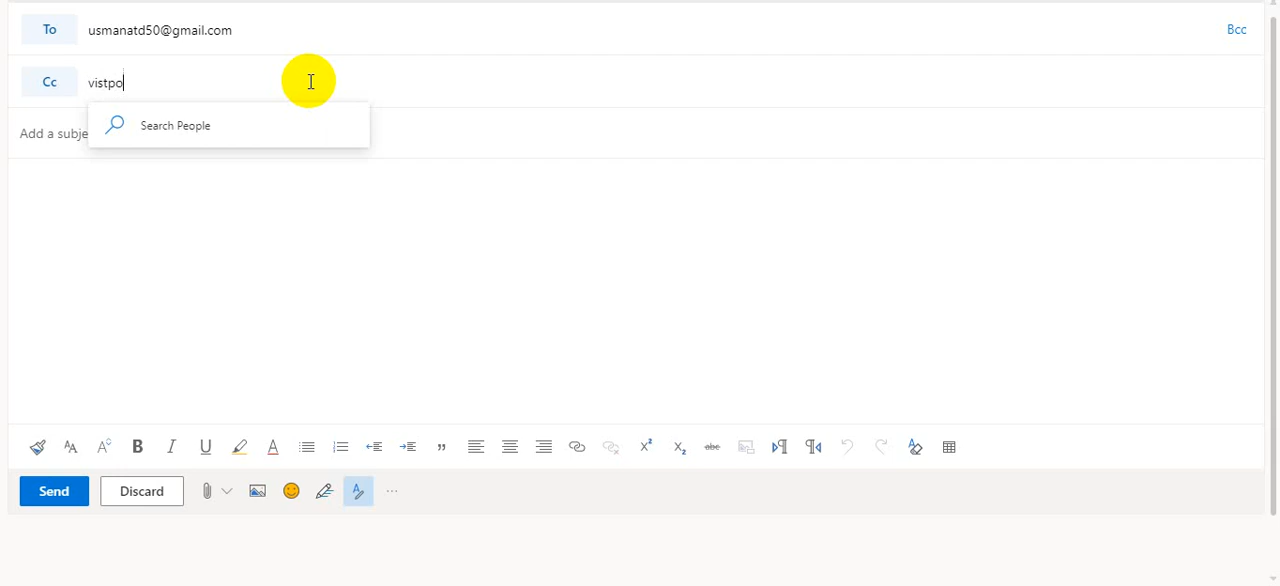 To usmanatd50@gmail.com Bcc
Cc vistpo
Search People
Add a subje
Send Discard